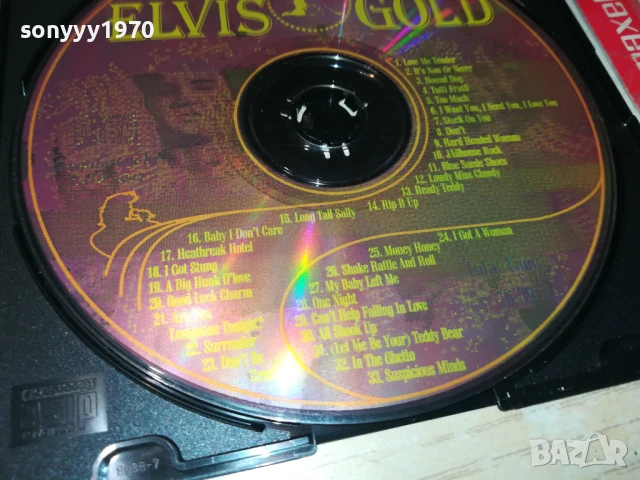 sonyyy1970
ELVIS GOLD
1. Love Me Tender
2. It's Now Or Never
3. Hound Dog
4. Tutti Frutti
5. Too Much
6. I Want You, I Need You, I Love You
7. Stuck On You
8. Don't
9. Hard Headed Woman
10. JAilhouse Rock
11. Blue Suede Shoes
12. Lawdy Miss Clawdy
13. Ready Teddy
14. Rip It Up
15. Long Tall Sally
16. Baby I Don't Care
17. Heatbreak Hotel
18. I Got Stung
19. A Big Hunk O'love
20. Good Luck Charm
21. Are You
Lonesome Tonight
22. Surrender
23. Don't Be
24. I Got A Woman
25. Money Honey
26. Shake Rattle And Roll
27. My Baby Left Me
28. One Night
29. Can't Help Falling In Love
30. All Shook Up
31. (Let Me Be Your) Teddy Bear
32. In The Ghetto
33. Suspicious Minds
BAZAR